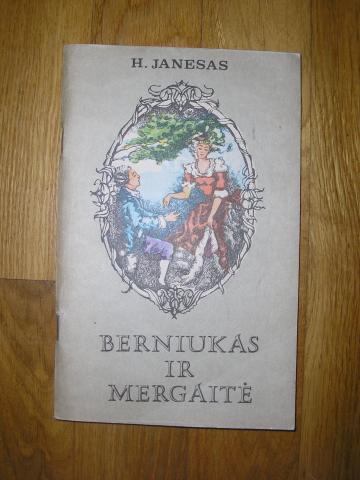 H. JANESAS
BERNIUKAS
IR
MERGAITĖ